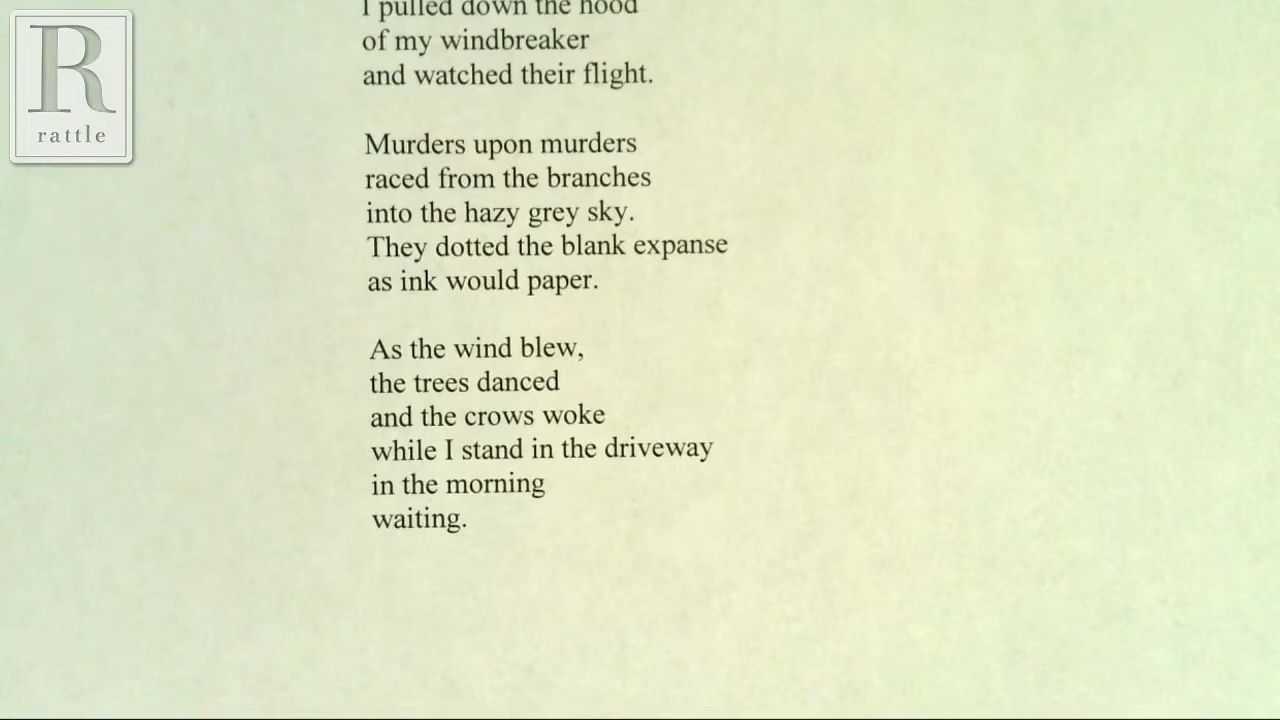 R
rattle
I pulled down the hood
of my windbreaker
and watched their flight.
Murders upon murders
raced from the branches
into the hazy grey sky.
They dotted the blank expanse
as ink would paper.
As the wind blew,
the trees danced
and the crows woke
while I stand in the driveway
in the morning
waiting.